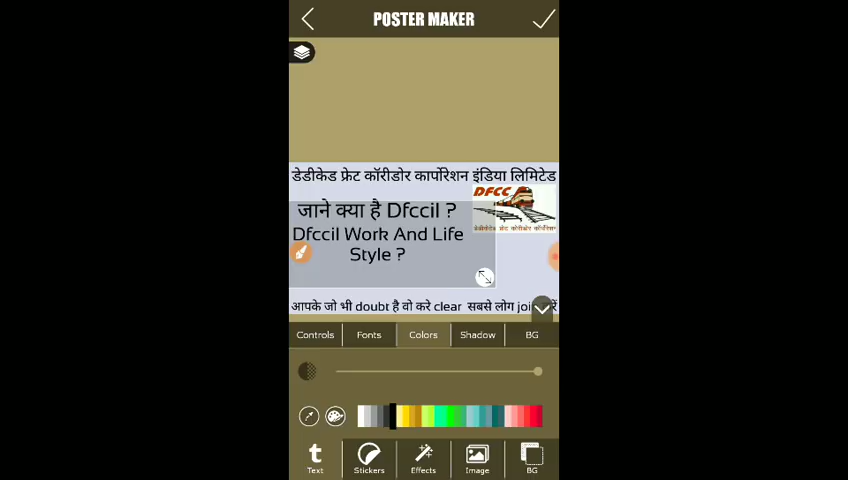 POSTER MAKER
डेडीकेड फ्रेट कॉरीडोर कार्पोरेशन इंडिया लिमिटेड
जाने क्या है Dfccil ?
Dfccil Work And Life
Style ?
DFCC
आपके जो भी doubt है वो करे clear सबसे लोग join
Controls Fonts Colors Shadow BG
Text Stickers Effects Image BG